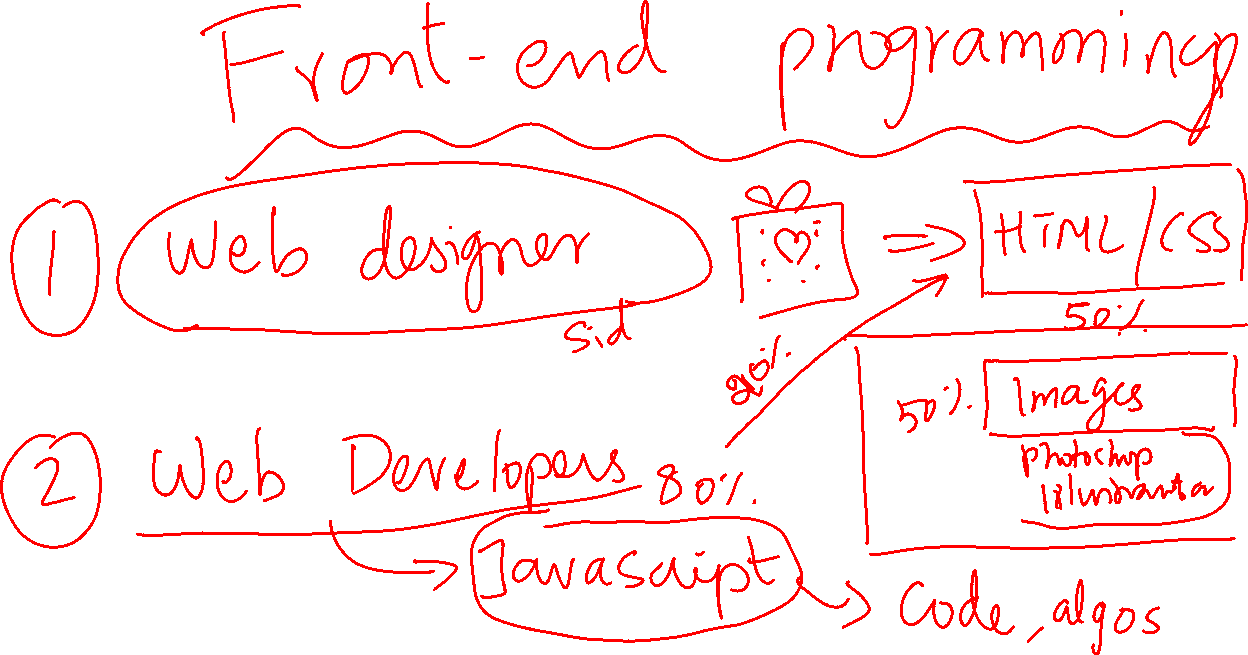 Front-end programming
1 Web designer HTML/CSS
sid 50%
20%
50% Images
photoshop
2 Web Developers 80%
Javascript
Code, algos